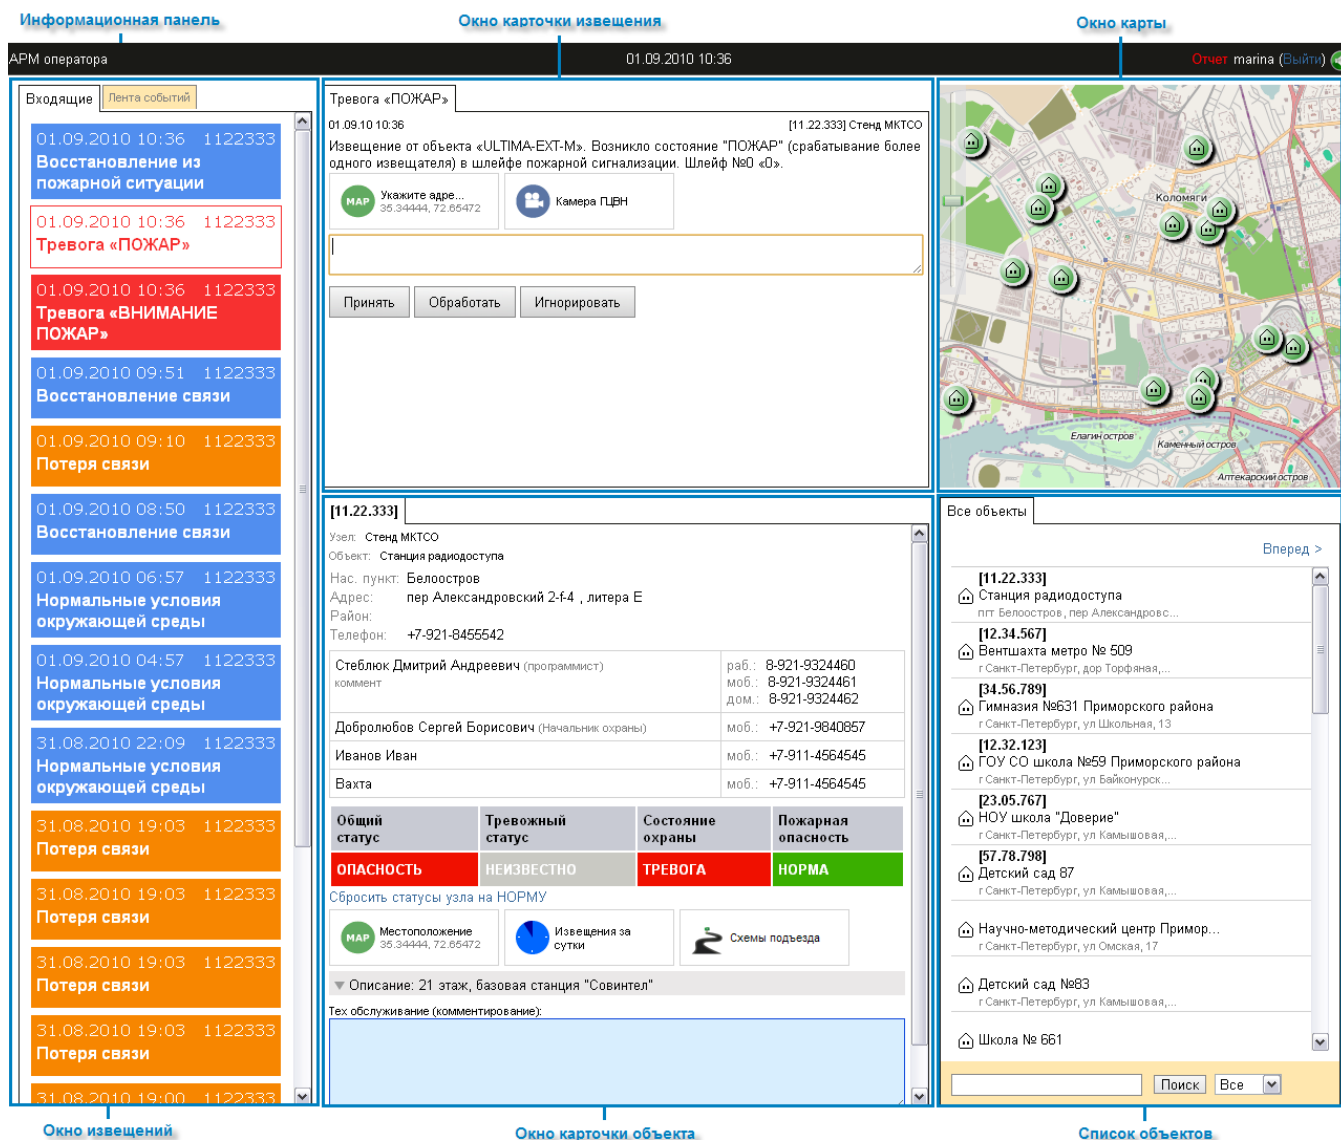 Информационная панель
Окно карточки извещения
Окно карты
АРМ оператора
01.09.2010 10:36
Отчет marina (Выйти)
Входящие
Лента событий
01.09.2010 10:36 1122333
Восстановление из
пожарной ситуации
01.09.2010 10:36 1122333
Тревога «ПОЖАР»
01.09.2010 10:36 1122333
Тревога «ВНИМАНИЕ
ПОЖАР»
01.09.2010 09:51 1122333
Восстановление связи
01.09.2010 09:10 1122333
Потеря связи
01.09.2010 08:50 1122333
Восстановление связи
01.09.2010 06:57 1122333
Нормальные условия
окружающей среды
01.09.2010 04:57 1122333
Нормальные условия
окружающей среды
31.08.2010 22:09 1122333
Нормальные условия
окружающей среды
31.08.2010 19:03 1122333
Потеря связи
31.08.2010 19:03 1122333
Потеря связи
31.08.2010 19:03 1122333
Потеря связи
31.08.2010 19:03 1122333
Потеря связи
31.08.2010 19:00 1122333
Тревога «ПОЖАР»
01.09.10 10:36
[11.22.333] Стенд МКТСО
Извещение от объекта «ULTIMA-EXT-M». Возникло состояние "ПОЖАР" (срабатывание более
одного извещателя) в шлейфе пожарной сигнализации. Шлейф №0 «0».
MAP
Укажите адре...
35.34444, 72.65472
Камера ПЦВН
Принять
Обработать
Игнорировать
Коломяги
Елагин остров
Каменный остров
Аптекарский остров
[11.22.333]
Узел: Стенд МКТСО
Объект: Станция радиодоступа
Нас. пункт: Белоостров
Адрес: пер Александровский 2-f-4 , литера Е
Район:
Телефон: +7-921-8455542
Стеблюк Дмитрий Андреевич (программист)
коммент
раб.: 8-921-9324460
моб.: 8-921-9324461
дом.: 8-921-9324462
Добролюбов Сергей Борисович (Начальник охраны)
моб.: +7-921-9840857
Иванов Иван
моб.: +7-911-4564545
Вахта
моб.: +7-911-4564545
Общий
статус
Тревожный
статус
Состояние
охраны
Пожарная
опасность
ОПАСНОСТЬ
НЕИЗВЕСТНО
ТРЕВОГА
НОРМА
Сбросить статусы узла на НОРМУ
MAP
Местоположение
35.34444, 72.65472
Извещения за
сутки
Схемы подъезда
Описание: 21 этаж, базовая станция "Совинтел"
Тех обслуживание (комментирование):
Все объекты
Вперед >
[11.22.333]
Станция радиодоступа
пгт Белоостров, пер Александровс...
[12.34.567]
Вентшахта метро № 509
г Санкт-Петербург, дор Торфяная,...
[34.56.789]
Гимназия №631 Приморского района
г Санкт-Петербург, ул Школьная, 13
[12.32.123]
ГОУ СО школа №59 Приморского района
г Санкт-Петербург, ул Байконурск...
[23.05.767]
НОУ школа "Доверие"
г Санкт-Петербург, ул Камышовая,...
[57.78.798]
Детский сад 87
г Санкт-Петербург, ул Камышовая,...
Научно-методический центр Примор...
г Санкт-Петербург, ул Омская, 17
Детский сад №83
г Санкт-Петербург, ул Камышовая,...
Школа № 661
Поиск
Все
Окно извещений
Окно карточки объекта
Список объектов